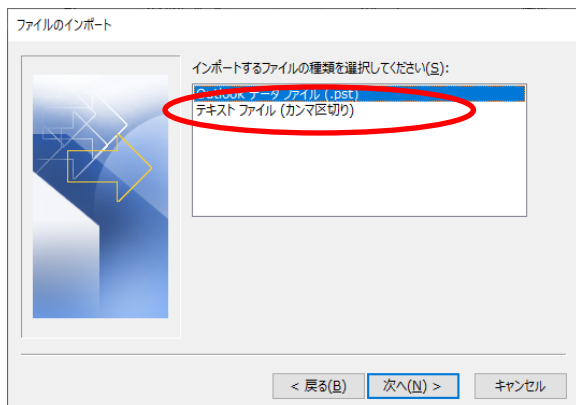 ファイルのインポート
インポートするファイルの種類を選択してください(S):
Outlook データ ファイル (.pst)
テキスト ファイル (カンマ区切り)
< 戻る(B)
次へ(N) >
キャンセル